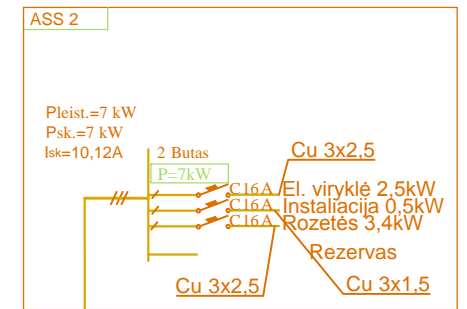 ASS 2
Pleist.=7 kW
Psk.=7 kW
Isk=10,12A
2 Butas
P=7kW
Cu 3x2,5
C16A El. viryklė 2,5kW
C16A Instaliacija 0,5kW
C16A Rozetės 3,4kW
Rezervas
Cu 3x2,5
Cu 3x1,5